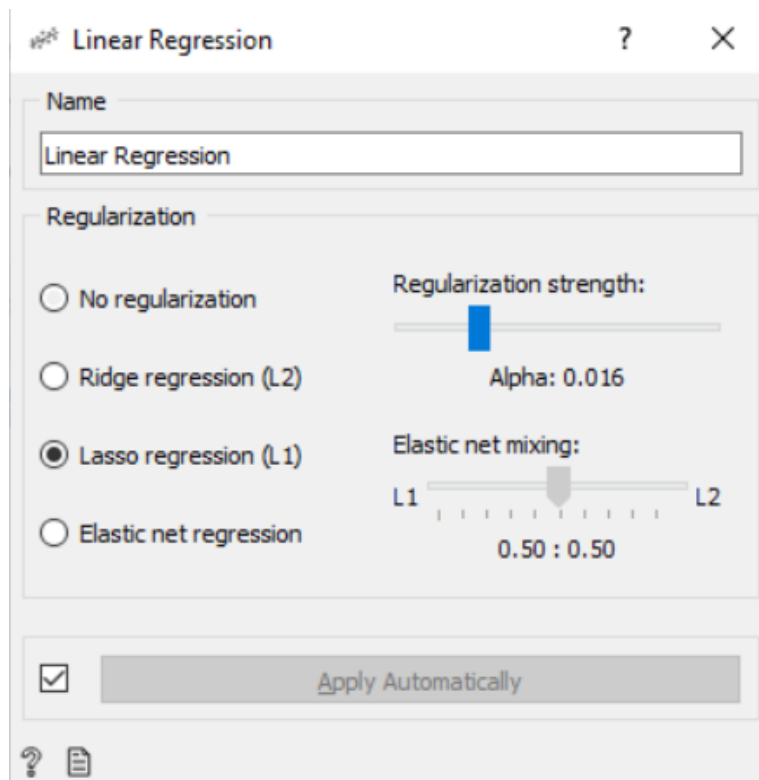 Linear Regression
?
Name
Linear Regression
Regularization
No regularization
Ridge regression (L2)
Lasso regression (L1)
Elastic net regression
Regularization strength:
Alpha: 0.016
Elastic net mixing:
L1 L2
0.50 : 0.50
Apply Automatically
?